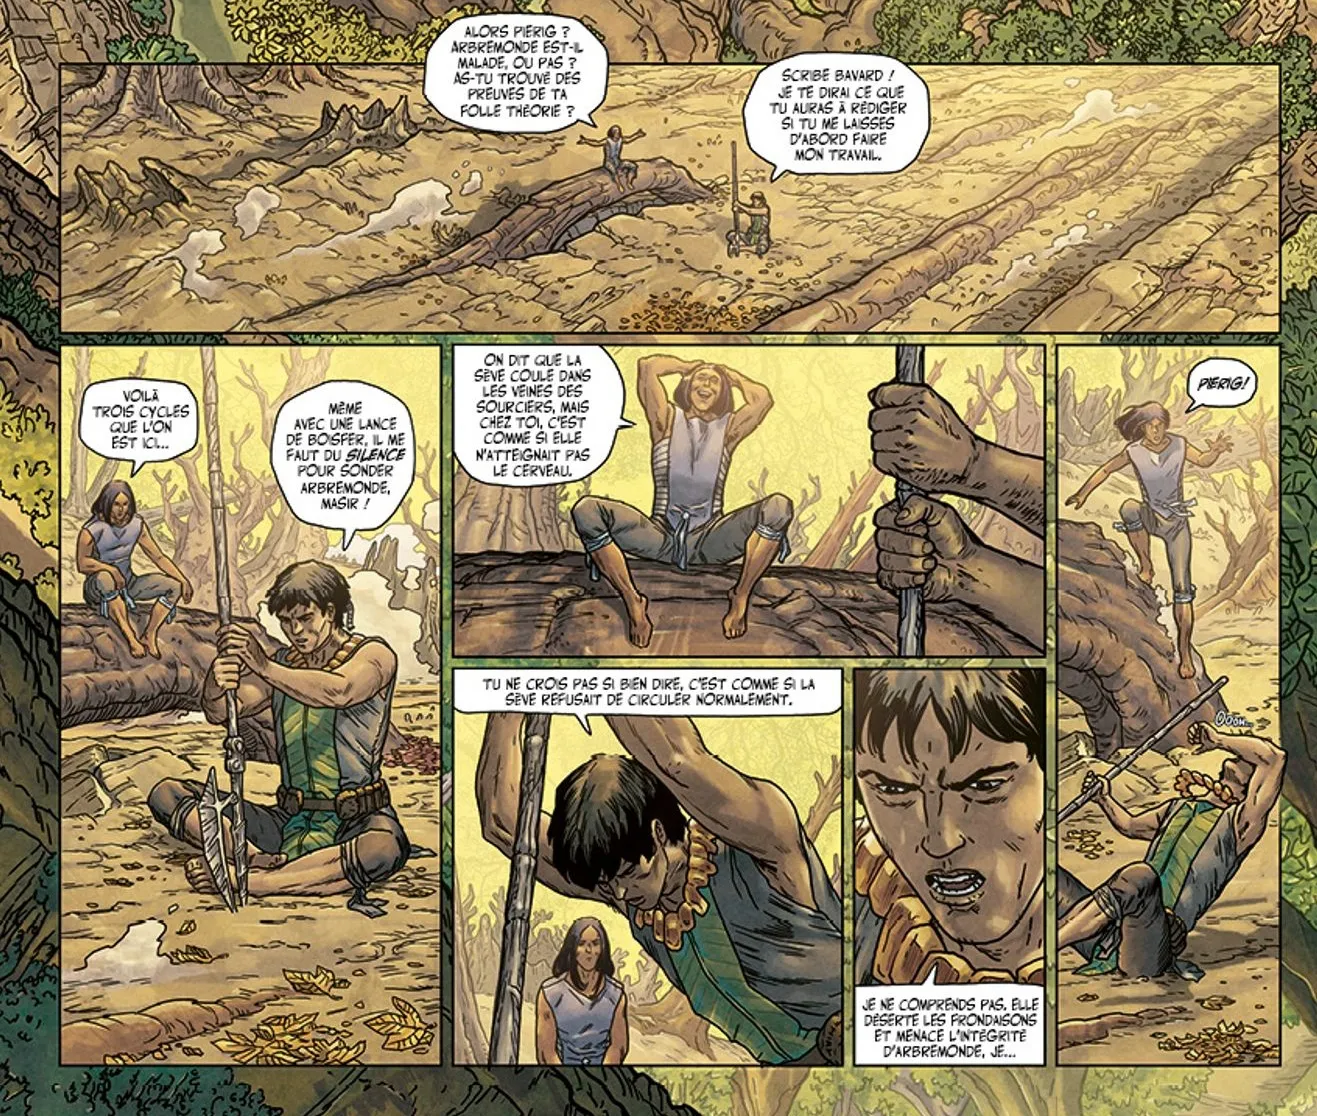 ALORS PIERIG ?
ARBREMONDE EST-IL
MALADE, OU PAS ?
AS-TU TROUVÉ DES
PREUVES DE TA
FOLLE THÉORIE ?
SCRIBE BAVARD !
JE TE DIRAI CE QUE
TU AURAS À RÉDIGER
SI TU ME LAISSES
D'ABORD FAIRE
MON TRAVAIL.
VOILÀ
TROIS CYCLES
QUE L'ON
EST ICI...
MÊME
AVEC UNE LANCE
DE BOISFER, IL ME
FAUT DU SILENCE
POUR SONDER
ARBREMONDE,
MASIR !
ON DIT QUE LA
SÈVE COULE DANS
LES VEINES DES
SOURCIERS, MAIS
CHEZ TOI, C'EST
COMME SI ELLE
N'ATTEIGNAIT PAS
LE CERVEAU.
TU NE CROIS PAS SI BIEN DIRE, C'EST COMME SI LA
SÈVE REFUSAIT DE CIRCULER NORMALEMENT.
JE NE COMPRENDS PAS. ELLE
DÉSERTE LES FRONDAISONS
ET MENACE L'INTÉGRITÉ
D'ARBREMONDE, JE...
PIERIG!
OOOH...